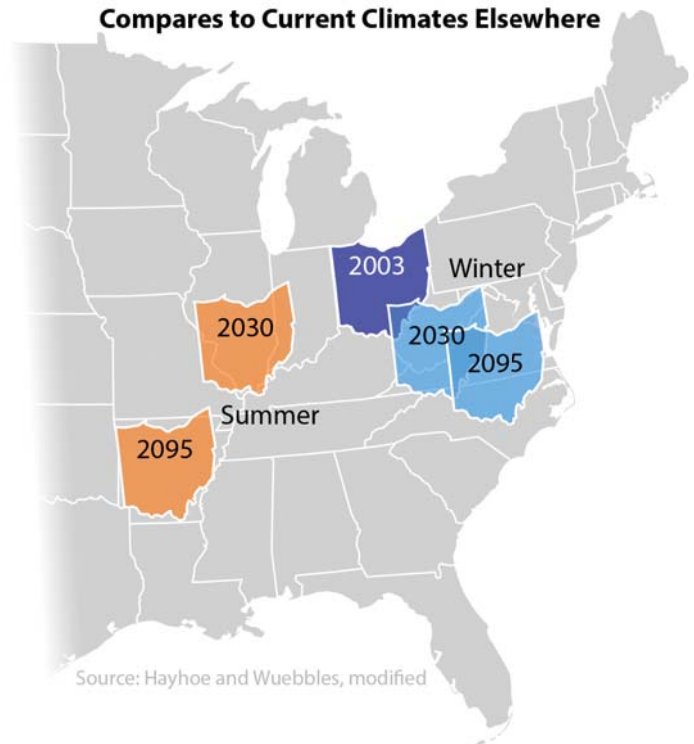 Compares to Current Climates Elsewhere
2003
Winter
2030
2030
2095
Summer
2095
Source: Hayhoe and Wuebbles, modified